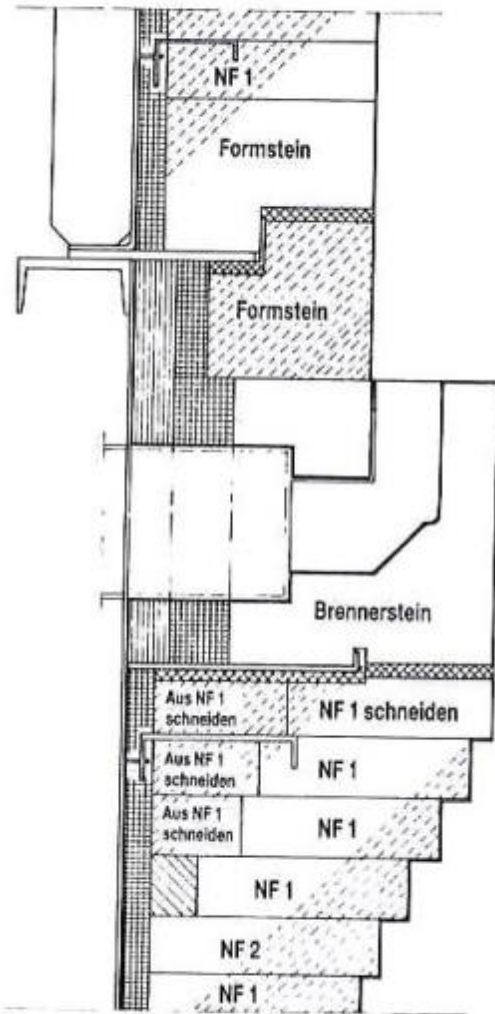 NF 1
Formstein
Formstein
Brennerstein
Aus NF 1
schneiden
NF 1 schneiden
Aus NF 1
schneiden
NF 1
Aus NF 1
schneiden
NF 1
NF 1
NF 2
NF 1